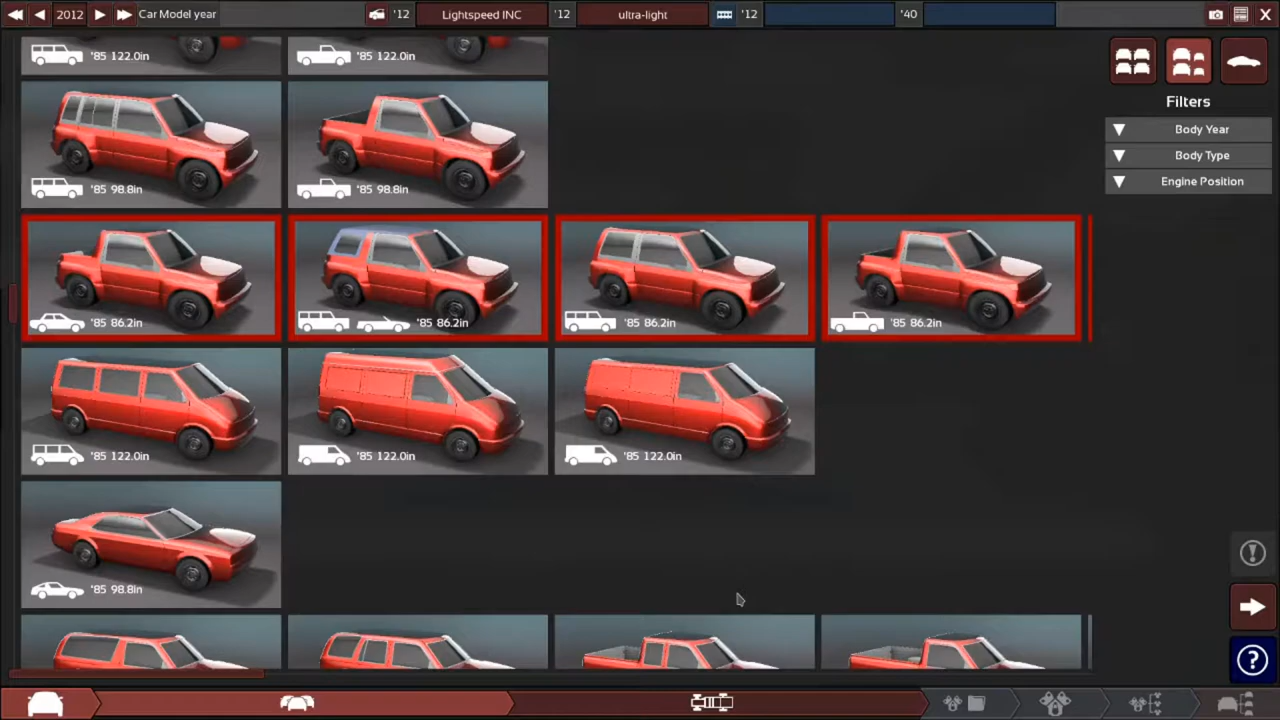 2012 Car Model year '12 Lightspeed INC '12 ultra-light '12 '40
Filters
Body Year
Body Type
Engine Position
'85 122.0in '85 122.0in
'85 98.8in '85 98.8in
'85 86.2in '85 86.2in '85 86.2in '85 86.2in
'85 122.0in '85 122.0in '85 122.0in
'85 98.8in